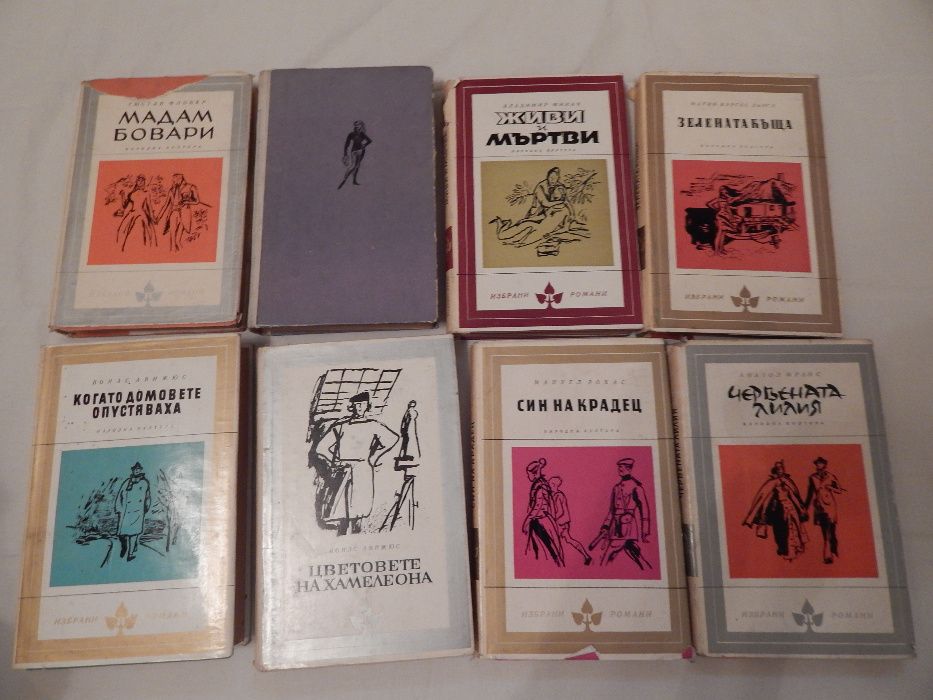 ГЮСТАВ ФЛОБЕР
МАДАМ
БОВАРИ
НАРОДНА КУЛТУРА
ИЗБРАНИ РОМАНИ
ВЛАДИМИР МИНАЧ
ЖИВИ
И
МЪРТВИ
НАРОДНА КУЛТУРА
ИЗБРАНИ РОМАНИ
МАРИО ВАРГАС ЛЬОСА
ЗЕЛЕНАТА КЪЩА
НАРОДНА КУЛТУРА
ИЗБРАНИ РОМАНИ
ЙОНАС АВИЖЮС
КОГАТО ДОМОВЕТЕ
ОПУСТЯВАХА
НАРОДНА КУЛТУРА
ИЗБРАНИ РОМАНИ
ЙОНАС АВИЖЮС
ЦВЕТОВЕТЕ
НА ХАМЕЛЕОНА
МАНУЕЛ РОХАС
СИН НА КРАДЕЦ
НАРОДНА КУЛТУРА
ИЗБРАНИ РОМАНИ
АНАТОЛ ФРАНС
ЧЕРВЕНАТА
ЛИЛИЯ
НАРОДНА КУЛТУРА
ИЗБРАНИ РОМАНИ